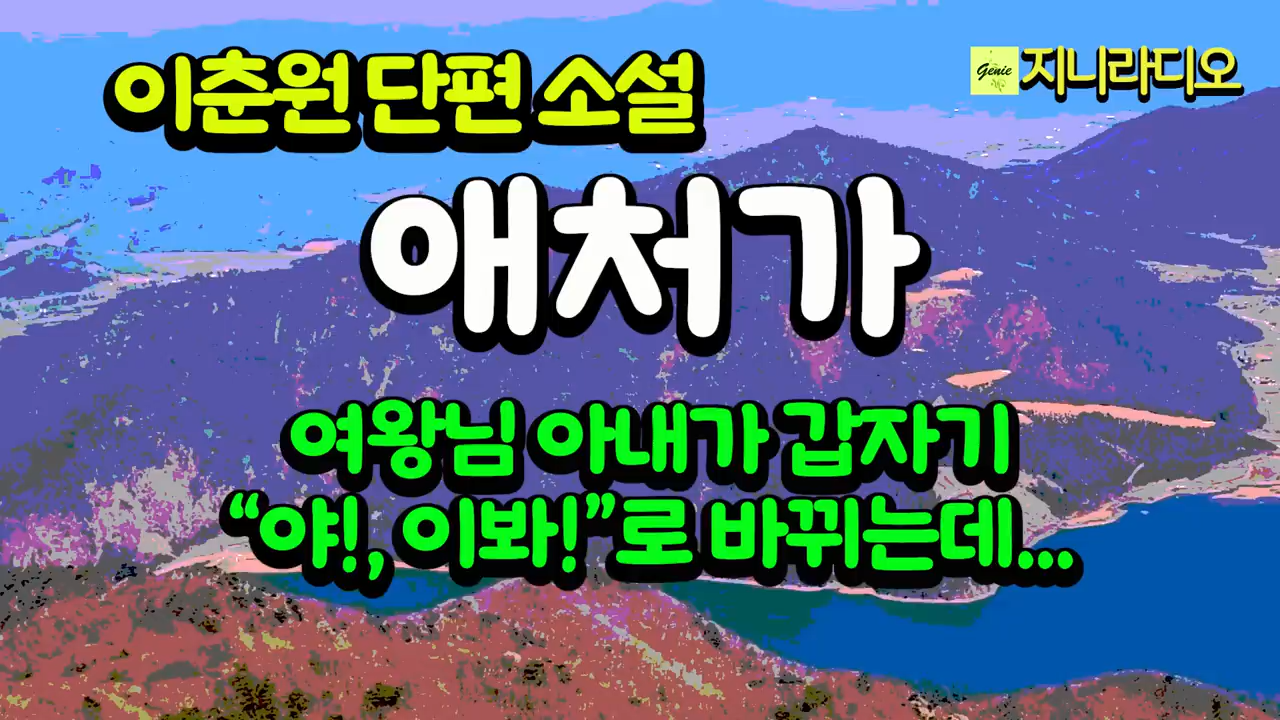 이춘원 단편 소설
Genie 지니라디오
애처가
여왕님 아내가 갑자기
“야!, 이봐!”로 바뀌는데...